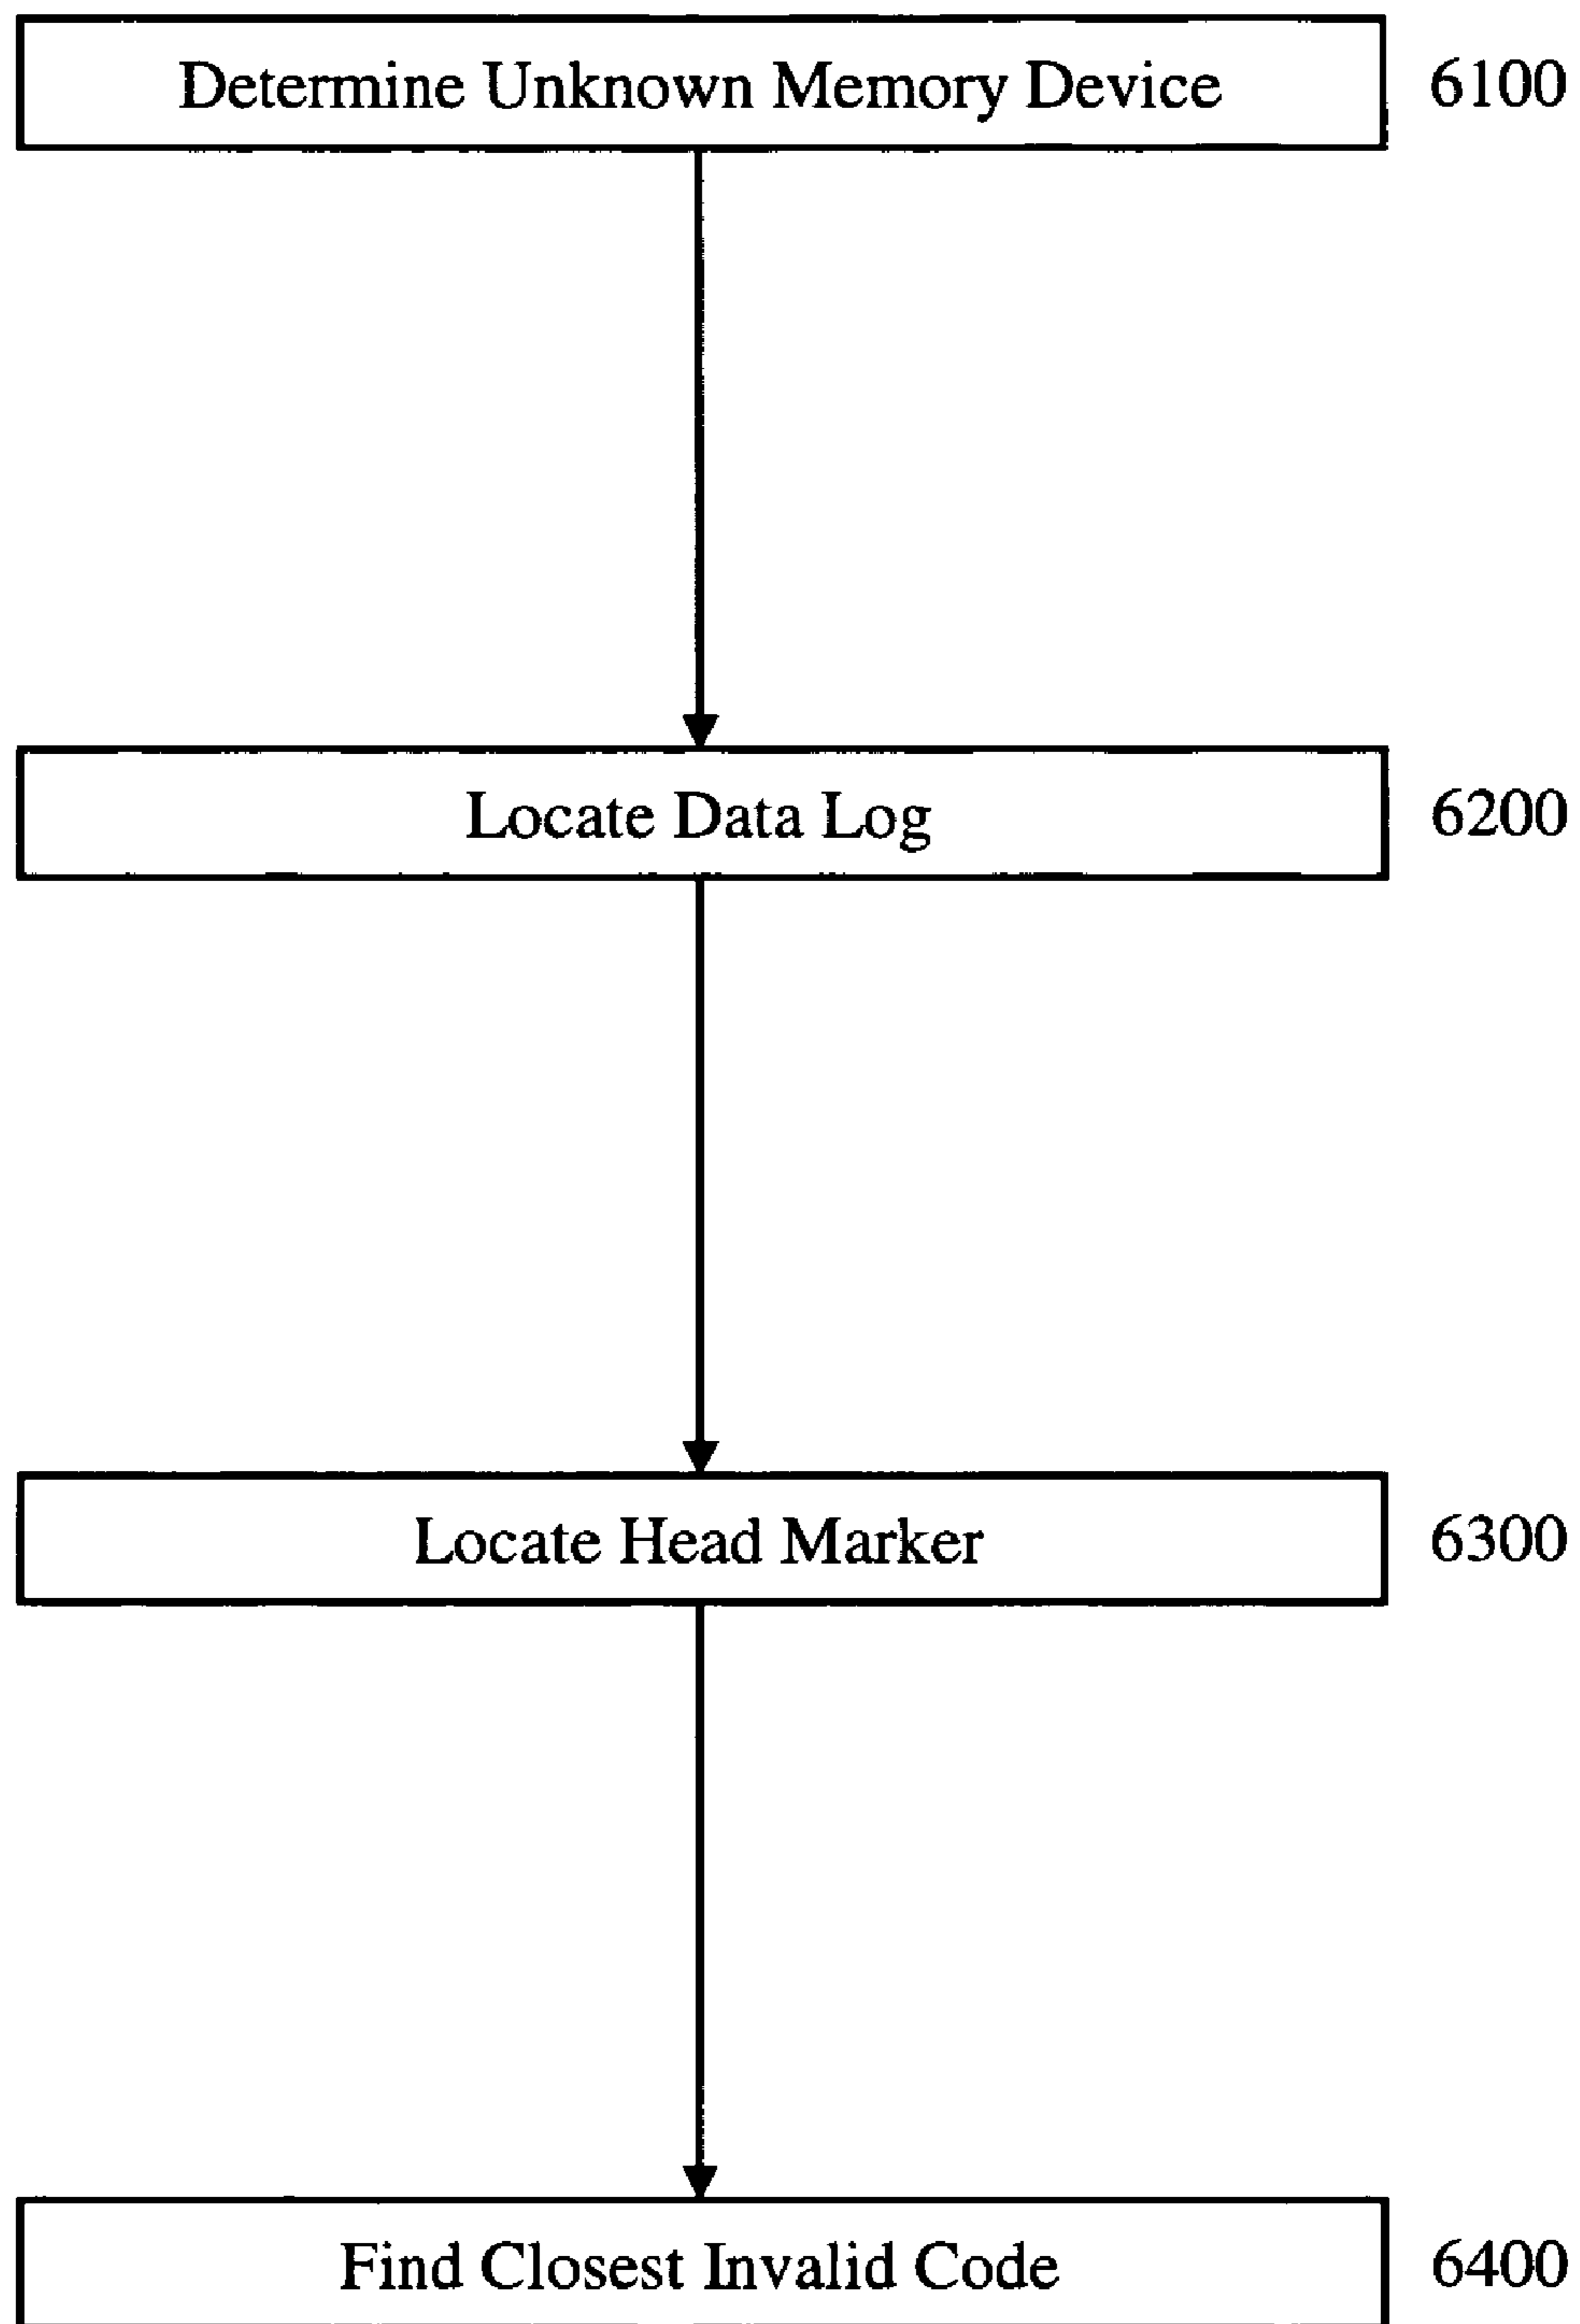 Determine Unknown Memory Device 6100
Locate Data Log 6200
Locate Head Marker 6300
Find Closest Invalid Code 6400